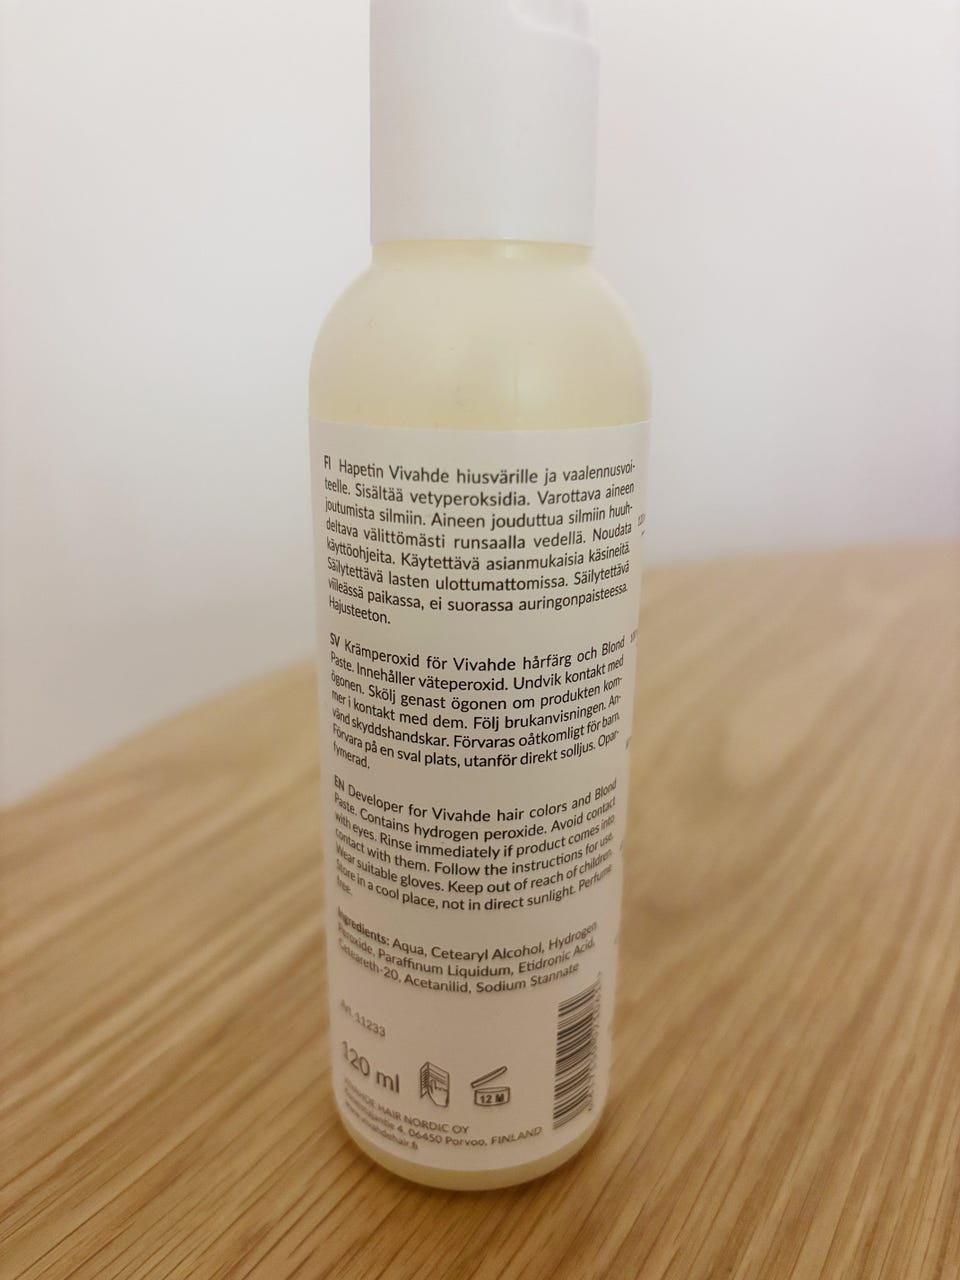 FI Hapetin Vivahde hiusvärille ja vaalennusvoi-
teelle. Sisältää vetyperoksidia. Varottava aineen
joutumista silmiin. Aineen jouduttua silmiin huuh-
deltava välittömästi runsaalla vedellä. Noudata
käyttöohjeita. Käytettävä asianmukaisia käsineitä.
Säilytettävä lasten ulottumattomissa. Säilytettävä
viileässä paikassa, ei suorassa auringonpaisteessa.
Hajusteeton.
SV Krämperoxid för Vivahde hårfärg och Blond
Paste. Innehåller väteperoxid. Undvik kontakt med
ögonen. Skölj genast ögonen om produkten kom-
mer i kontakt med dem. Följ brukanvisningen. An-
vänd skyddshandskar. Förvaras oåtkomligt för barn.
Förvara på en sval plats, utanför direkt solljus. Opar-
fymerad.
EN Developer for Vivahde hair colors and Blond
Paste. Contains hydrogen peroxide. Avoid contact
with eyes. Rinse immediately if product comes into
contact with them. Follow the instructions for use.
Wear suitable gloves. Keep out of reach of children.
Store in a cool place, not in direct sunlight. Perfume
free.
Ingredients: Aqua, Cetearyl Alcohol, Hydrogen
Peroxide, Paraffinum Liquidum, Etidronic Acid,
Ceteareth-20, Acetanilid, Sodium Stannate
Art. 11233
120 ml
12 M
VIVAHDE HAIR NORDIC OY
4, 06450 Porvoo, FINLAND
www.vivahdehair.fi